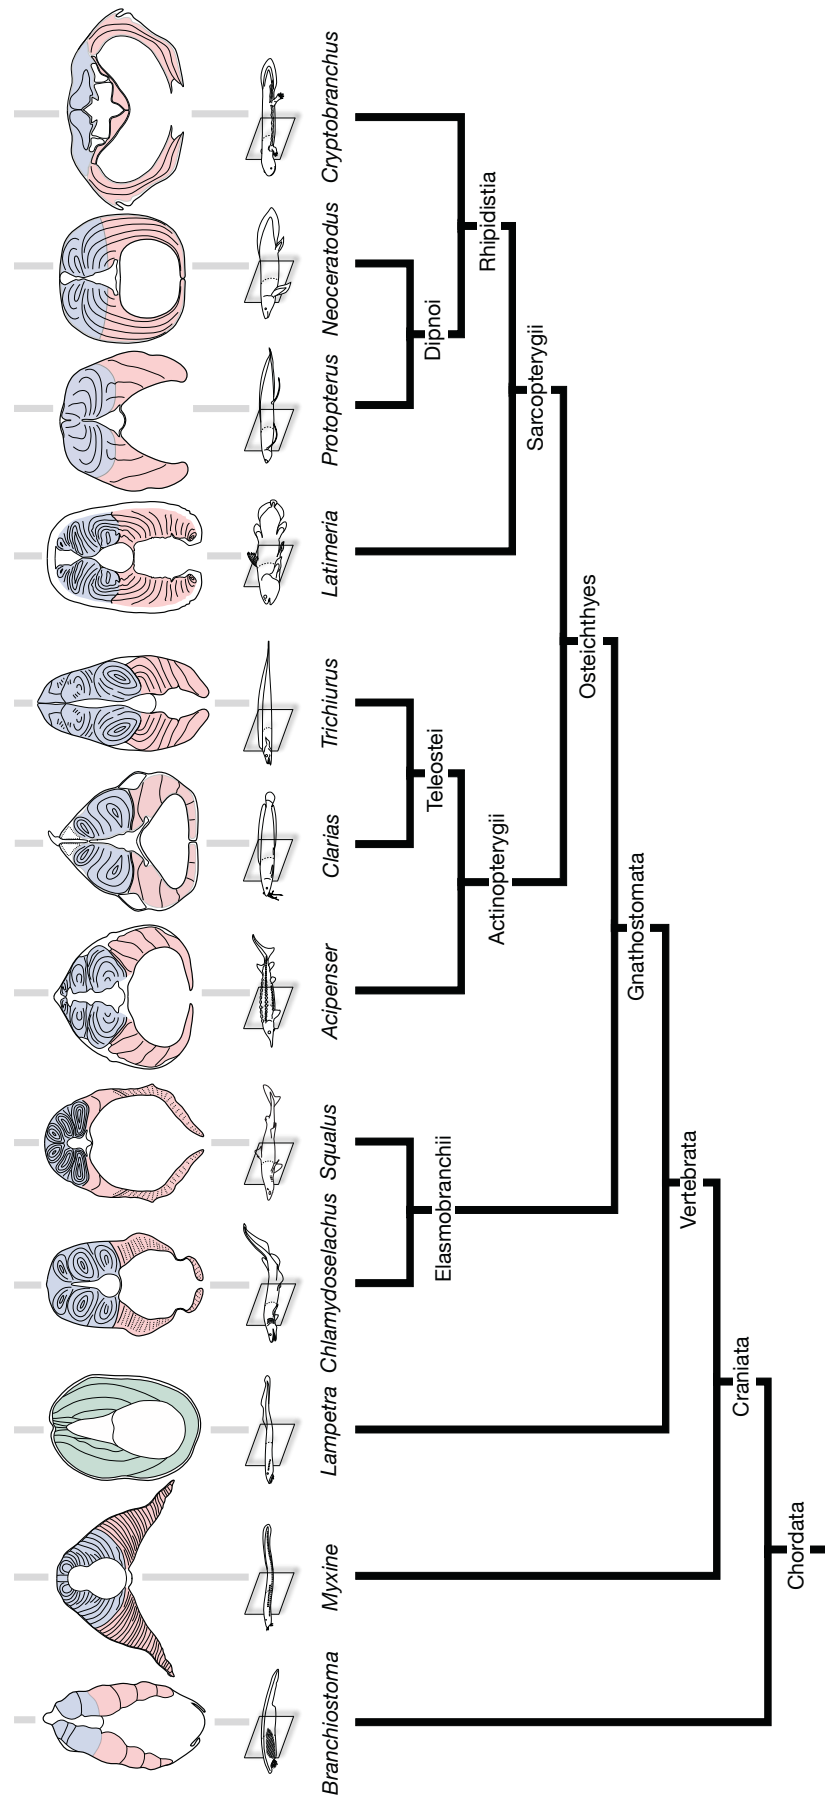 Cryptobranchus
Neoceratodus
Protopterus
Latimeria
Trichiurus
Clarias
Acipenser
Squalus
Chlamydoselachus
Lampetra
Myxine
Branchiostoma
Dipnoi
Rhipidistia
Sarcopterygii
Teleostei
Actinopterygii
Osteichthyes
Elasmobranchii
Gnathostomata
Vertebrata
Craniata
Chordata